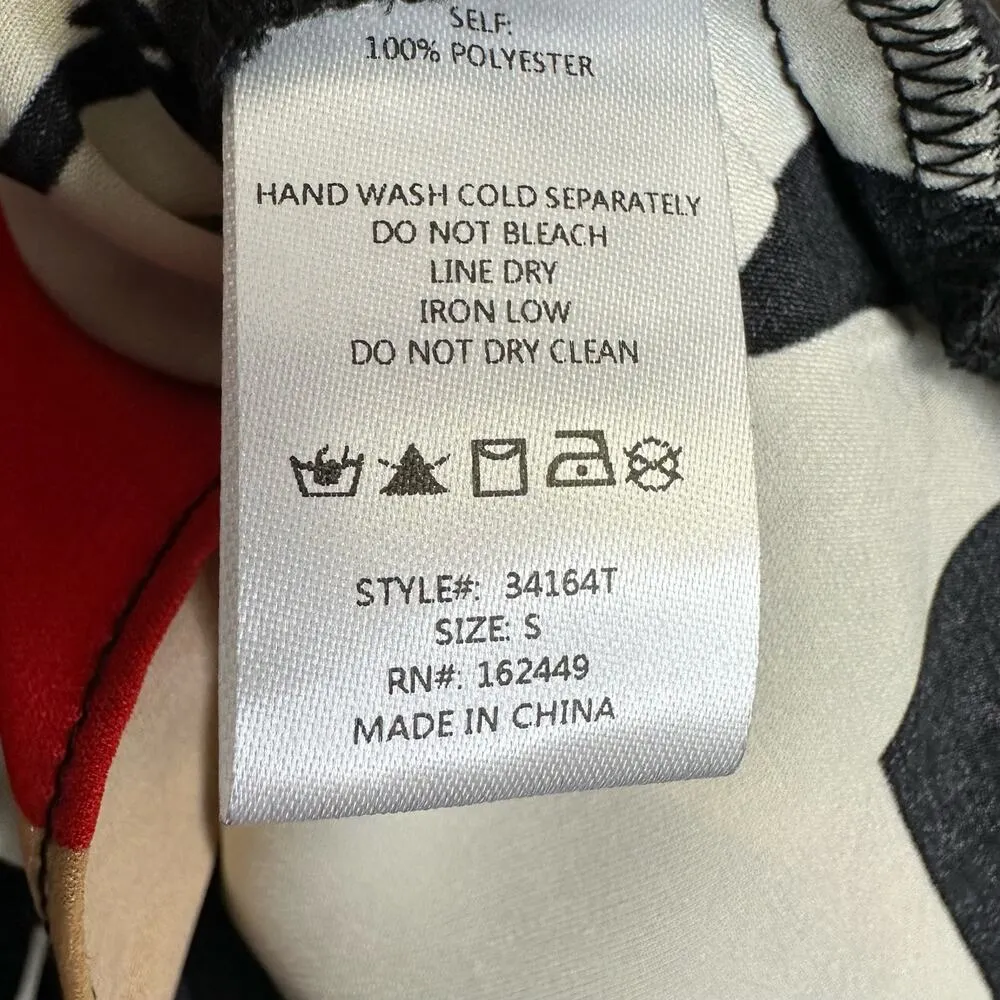 SELF:
100% POLYESTER
HAND WASH COLD SEPARATELY
DO NOT BLEACH
LINE DRY
IRON LOW
DO NOT DRY CLEAN
STYLE#: 34164T
SIZE: S
RN#: 162449
MADE IN CHINA